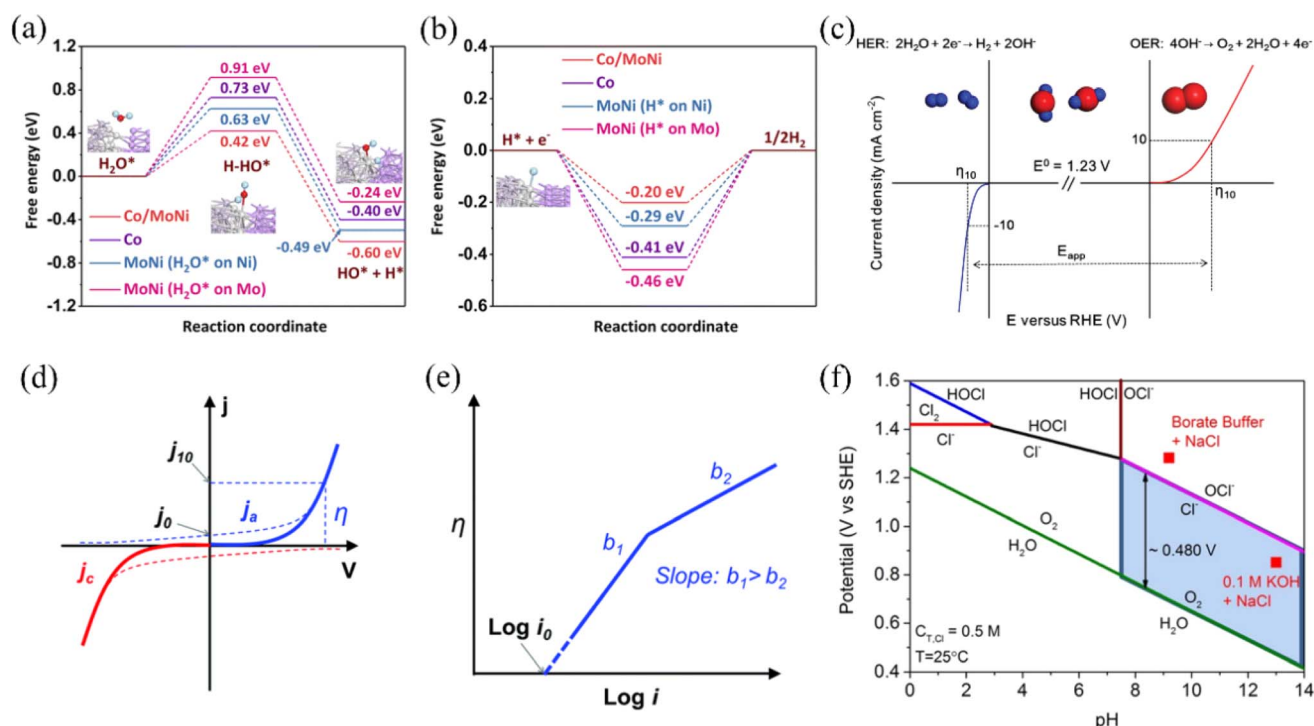 (a)
Free energy (eV)
1.2
0.8
0.4
0.0
-0.4
-0.8
-1.2
0.91 eV
0.73 eV
0.63 eV
0.42 eV
H₂O*
H-HO*
-0.24 eV
-0.40 eV
-0.49 eV
-0.60 eV
HO* + H*
Co/MoNi
Co
MoNi (H₂O* on Ni)
MoNi (H₂O* on Mo)
Reaction coordinate
(b)
Free energy (eV)
0.4
0.2
0.0
-0.2
-0.4
-0.6
Co/MoNi
Co
MoNi (H* on Ni)
MoNi (H* on Mo)
H* + e⁻
1/2H₂
-0.20 eV
-0.29 eV
-0.41 eV
-0.46 eV
Reaction coordinate
(c)
HER: 2H₂O + 2e⁻→ H₂ + 2OH⁻
OER: 4OH⁻→ O₂ + 2H₂O + 4e⁻
Current density (mA cm⁻²)
10
η₁₀
E⁰ = 1.23 V
η₁₀
-10
E_app
E versus RHE (V)
(d)
j
j₁₀
j₀
jₐ
η
V
j_c
(e)
η
b₂
b₁
Slope: b₁> b₂
Log i₀
Log i
(f)
Potential (V vs SHE)
1.6
1.4
1.2
1.0
0.8
0.6
0.4
HOCl
HOCl
OCl⁻
Cl₂
Cl⁻
HOCl
Cl⁻
Borate Buffer
+ NaCl
OCl⁻
Cl⁻
O₂
H₂O
~ 0.480 V
0.1 M KOH
+ NaCl
O₂
H₂O
C_T,Cl = 0.5 M
T=25°C
0 2 4 6 8 10 12 14
pH